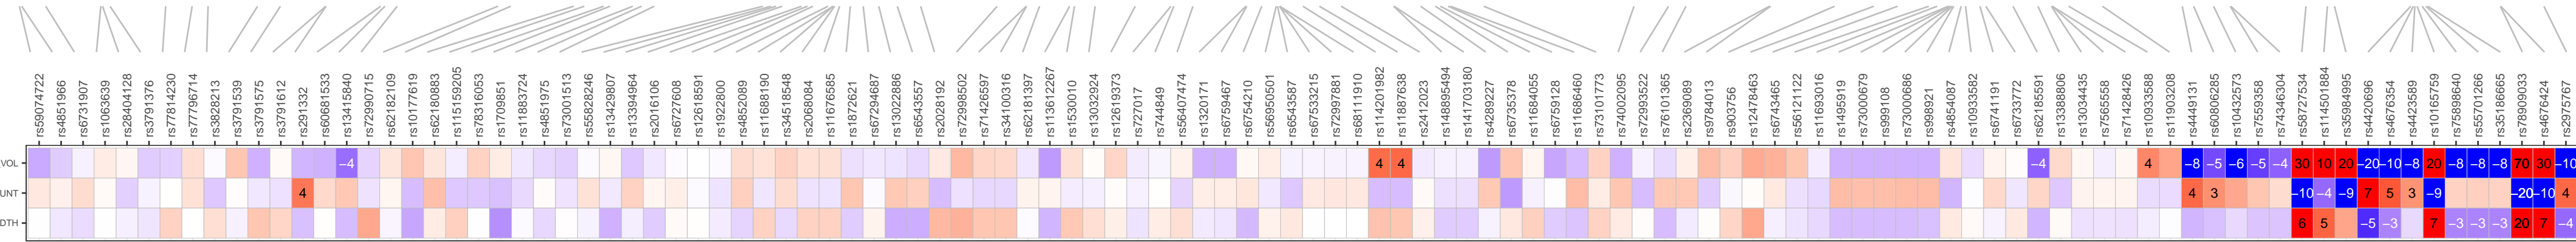 rs59074722 rs4851966 rs6731907 rs1063639 rs28404128 rs3791376 rs77814230 rs77796714 rs3828213 rs3791539 rs3791575 rs3791612 rs291332 rs60681533 rs13415840 rs72990715 rs62182109 rs10177619 rs62180883 rs115159205 rs78316053 rs17009851 rs11883724 rs4851975 rs73001513 rs55828246 rs13429807 rs13394964 rs2016106 rs6727608 rs12618591 rs1922800 rs4852089 rs11688190 rs34518548 rs2068084 rs11676585 rs1872621 rs67294687 rs13022886 rs6543557 rs2028192 rs72998502 rs71426597 rs34100316 rs62181397 rs113612267 rs1530010 rs13032924 rs12619373 rs727017 rs744849 rs56407474 rs1320171 rs6759467 rs6754210 rs56950501 rs6543587 rs67533215 rs72997881 rs68111910 rs114201982 rs11887638 rs2412023 rs148895494 rs141703180 rs4289227 rs6735378 rs11684055 rs67659128 rs11686460 rs73101773 rs74002095 rs72993522 rs76101365 rs2369089 rs9784013 rs903756 rs12478463 rs6743465 rs56121122 rs11693016 rs1495919 rs73000679 rs999108 rs73000686 rs998921 rs4854087 rs10933582 rs6741191 rs6733772 rs62185591 rs13388806 rs13034435 rs7565558 rs71428426 rs10933588 rs11903208 rs4449131 rs60806285 rs10432573 rs7559358 rs74346304 rs58727534 rs114501884 rs35984995 rs4420696 rs4676354 rs4423589 rs10165759 rs75898640 rs55701266 rs35186665 rs78909033 rs4676424 rs2975767
VOL −4 4 4 −4 4 −8 −5 −6 −5 −4 30 10 20 −20 −10 −8 20 −8 −8 −8 70 30 −10
UNT 4 4 3 −10 −4 −9 7 5 3 −9 −20 −10 4
DTH 6 5 −5 −3 7 −3 −3 −3 20 7 −4